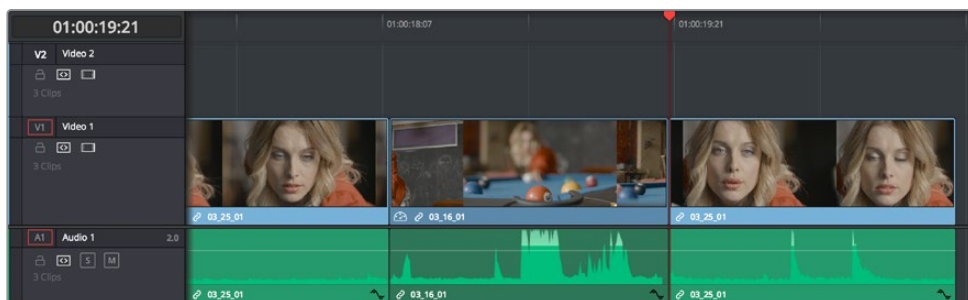 01:00:19:21
01:00:18:07
01:00:19:21
V2 Video 2
3 Clips
V1 Video 1
3 Clips
03_25_01
03_16_01
03_25_01
A1 Audio 1 2.0
S M
3 Clips
03_25_01
03_16_01
03_25_01